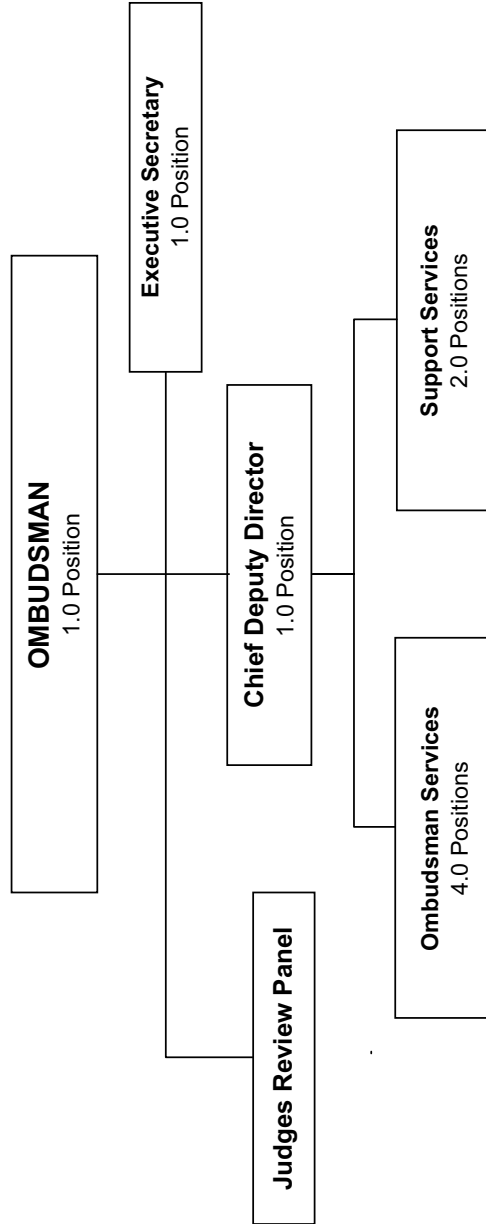 OMBUDSMAN
1.0 Position
Executive Secretary
1.0 Position
Judges Review Panel
Chief Deputy Director
1.0 Position
Ombudsman Services
4.0 Positions
Support Services
2.0 Positions